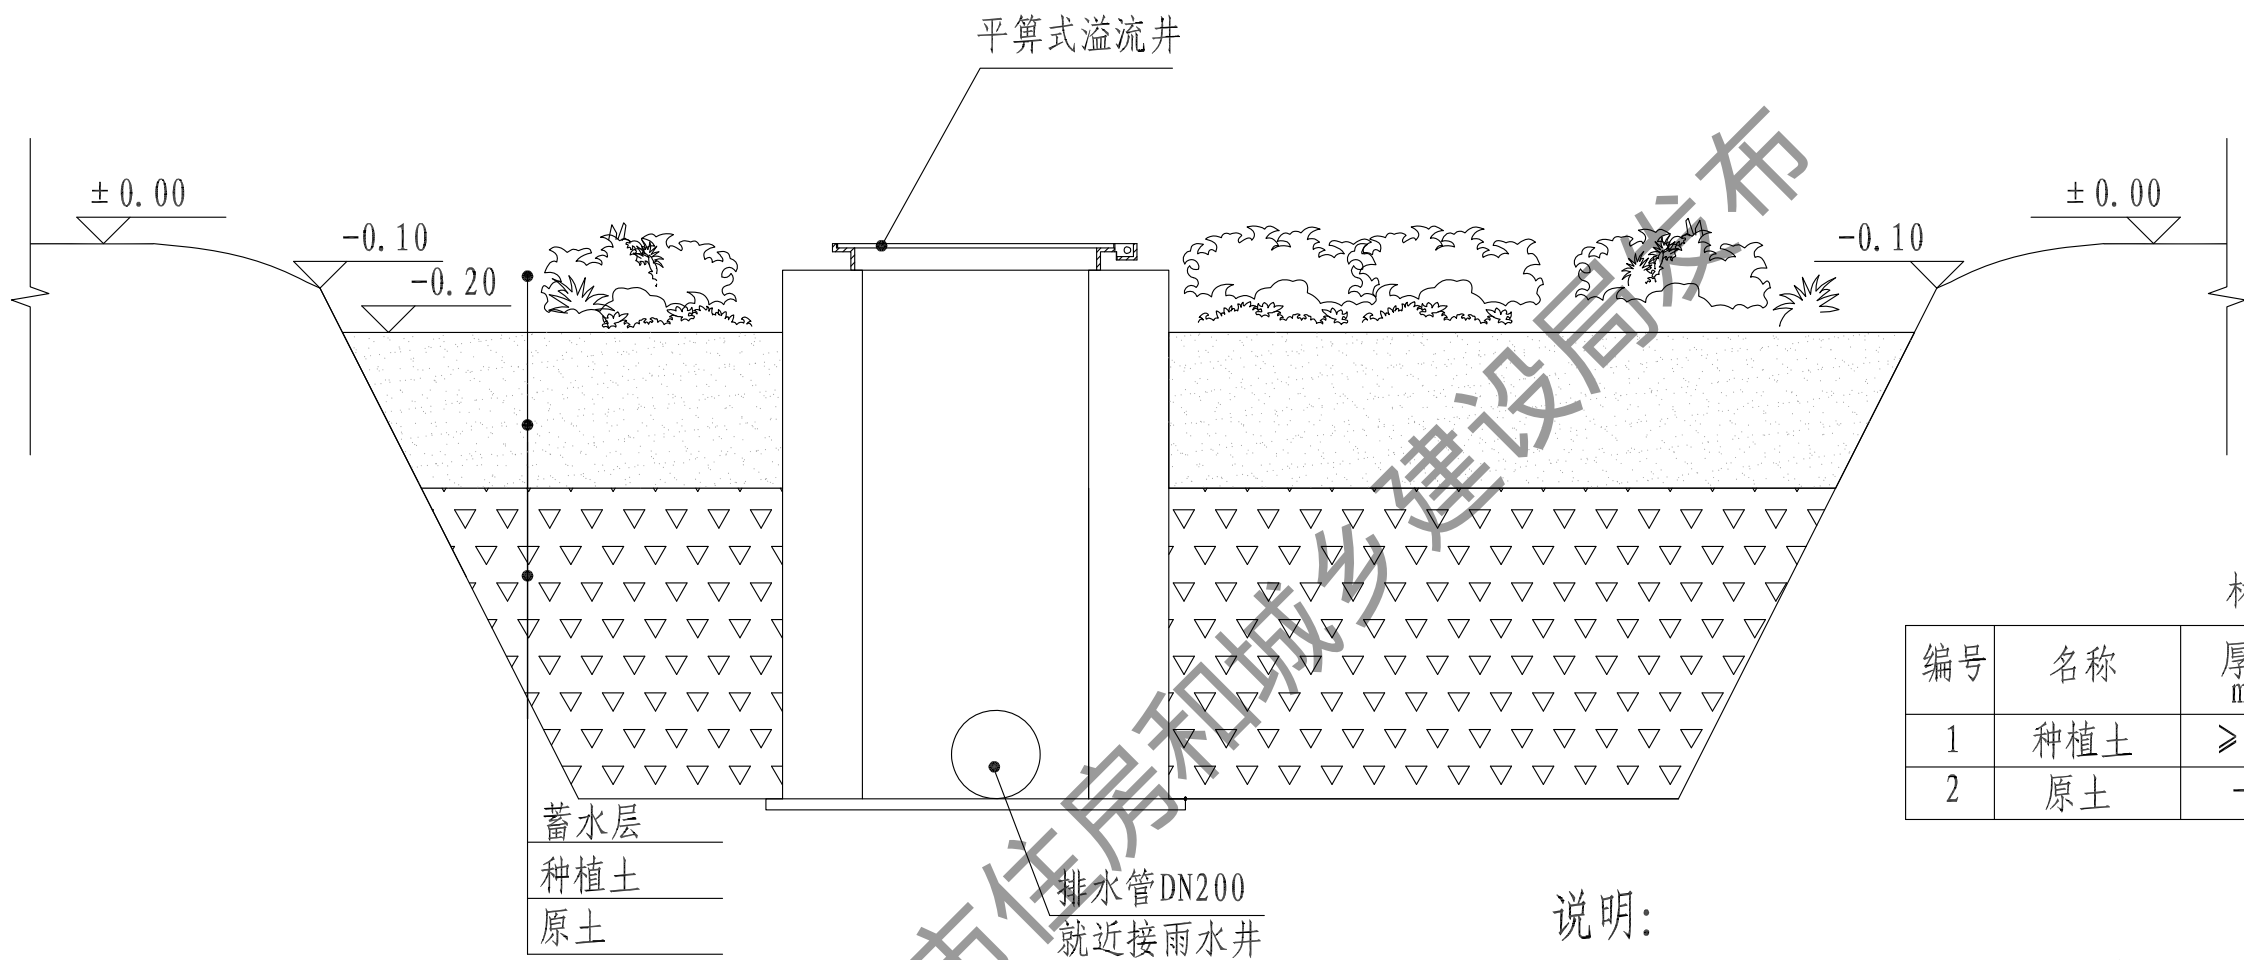 平箅式溢流井
±0.00
±0.00
-0.10
-0.10
-0.20
编号 名称
1 种植土 ≥
2 原土
蓄水层
种植土
原土
排水管DN200
就近接雨水井
说明:
市住房和城乡建设局发布